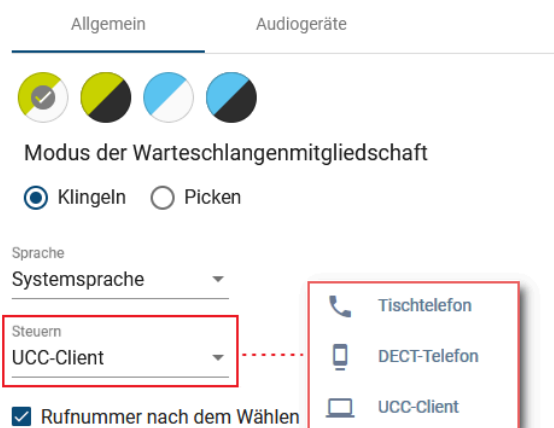 Allgemein
Audiogeräte
Modus der Warteschlangenmitgliedschaft
Klingeln
Picken
Sprache
Systemsprache
Steuern
UCC-Client
Tischtelefon
DECT-Telefon
UCC-Client
Rufnummer nach dem Wählen